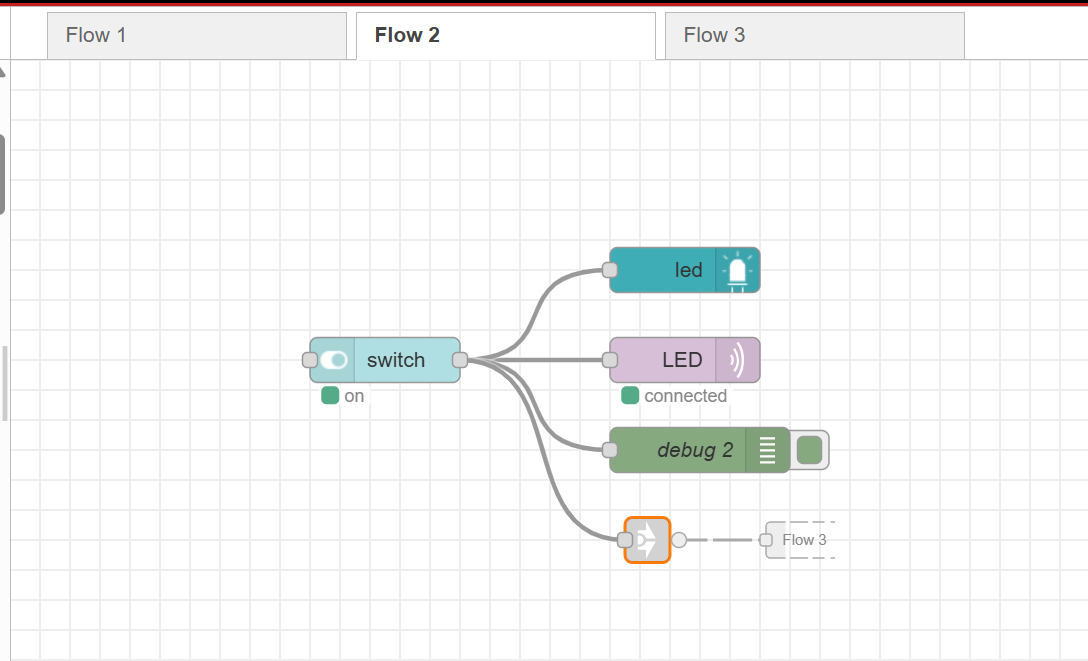 Flow 1
Flow 2
Flow 3
led
switch
LED
on
connected
debug 2
Flow 3